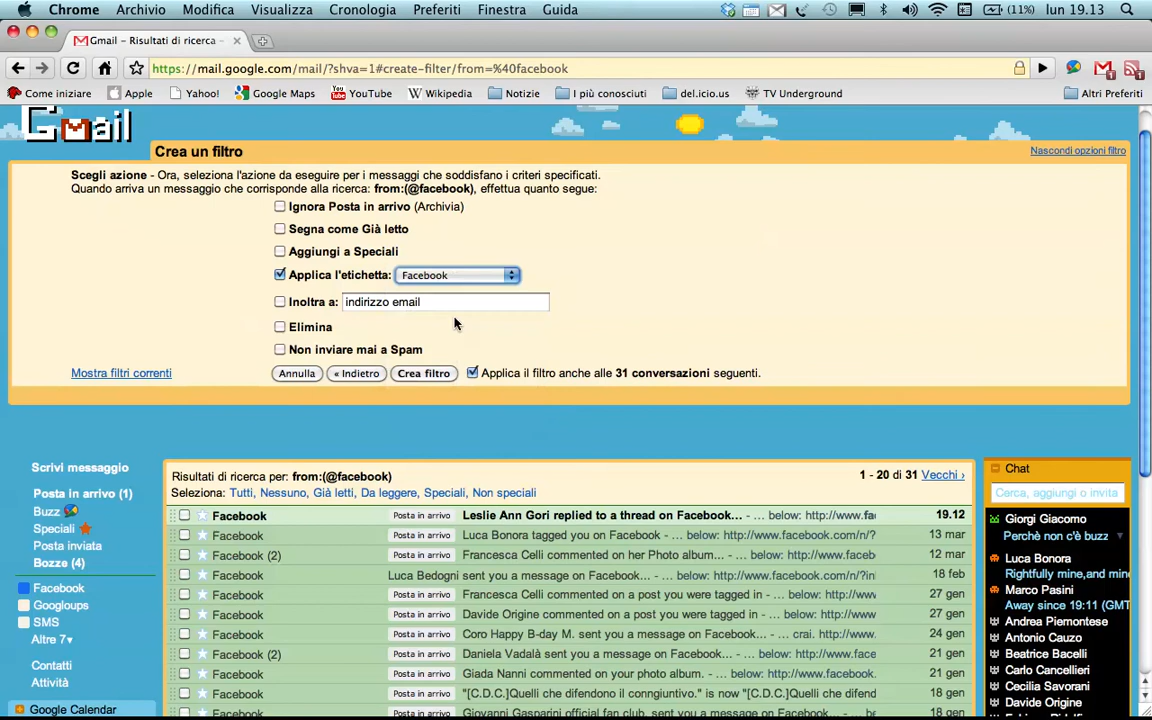 Chrome Archivio Modifica Visualizza Cronologia Preferiti Finestra Guida (11%) lun 19.13
Gmail – Risultati di ricerca –
https://mail.google.com/mail/?shva=1#create-filter/from=%40facebook
Come iniziare Apple Yahoo! Google Maps YouTube Wikipedia Notizie I più conosciuti del.icio.us TV Underground Altri Preferiti
Gmail
Crea un filtro Nascondi opzioni filtro
Scegli azione - Ora, seleziona l'azione da eseguire per i messaggi che soddisfano i criteri specificati.
Quando arriva un messaggio che corrisponde alla ricerca: from:(@facebook), effettua quanto segue:
Ignora Posta in arrivo (Archivia)
Segna come Già letto
Aggiungi a Speciali
Applica l'etichetta: Facebook
Inoltra a: indirizzo email
Elimina
Non inviare mai a Spam
Mostra filtri correnti Annulla « Indietro Crea filtro Applica il filtro anche alle 31 conversazioni seguenti.
Scrivi messaggio
Posta in arrivo (1)
Buzz
Speciali
Posta inviata
Bozze (4)
Facebook
Googloups
SMS
Altre 7▾
Contatti
Attività
Google Calendar
Risultati di ricerca per: from:(@facebook) 1 - 20 di 31 Vecchi ›
Seleziona: Tutti, Nessuno, Già letti, Da leggere, Speciali, Non speciali
Facebook Posta in arrivo Leslie Ann Gori replied to a thread on Facebook... - ... below: http://www.fa 19.12
Facebook Posta in arrivo Luca Bonora tagged you on Facebook - ... below: http://www.facebook.com/n/? 13 mar
Facebook (2) Posta in arrivo Francesca Celli commented on her Photo album... - ... below: http://www.faceb 12 mar
Facebook Luca Bedogni sent you a message on Facebook... - ... below: http://www.facebook.com/n/?in 18 feb
Facebook Posta in arrivo Francesca Celli commented on a post you were tagged in - ... below: http://www.f 27 gen
Facebook Posta in arrivo Davide Origine commented on a post you were tagged in - ... below: http://www.f 27 gen
Facebook Posta in arrivo Coro Happy B-day M. sent you a message on Facebook... - ... crai. http://www.f 24 gen
Facebook (2) Posta in arrivo Daniela Vadalà sent you a message on Facebook... - ... below: http://www.face 21 gen
Facebook Posta in arrivo Giada Nanni commented on your photo album. - ... below: http://www.facebook.c 21 gen
Facebook Posta in arrivo "[C.D.C.]Quelli che difendono il conngiuntivo." is now "[C.D.C.]Quelli che difend 18 gen
Facebook Posta in arrivo Giovanni Gasparini official fan club. sent you a message on Facebook
Chat
Cerca, aggiungi o invita
Giorgi Giacomo
Perchè non c'è buzz
Luca Bonora
Rightfully mine,and mine
Marco Pasini
Away since 19:11 (GMT
Andrea Piemontese
Antonio Cauzo
Beatrice Bacelli
Carlo Cancellieri
Cecilia Savorani
Davide Origine